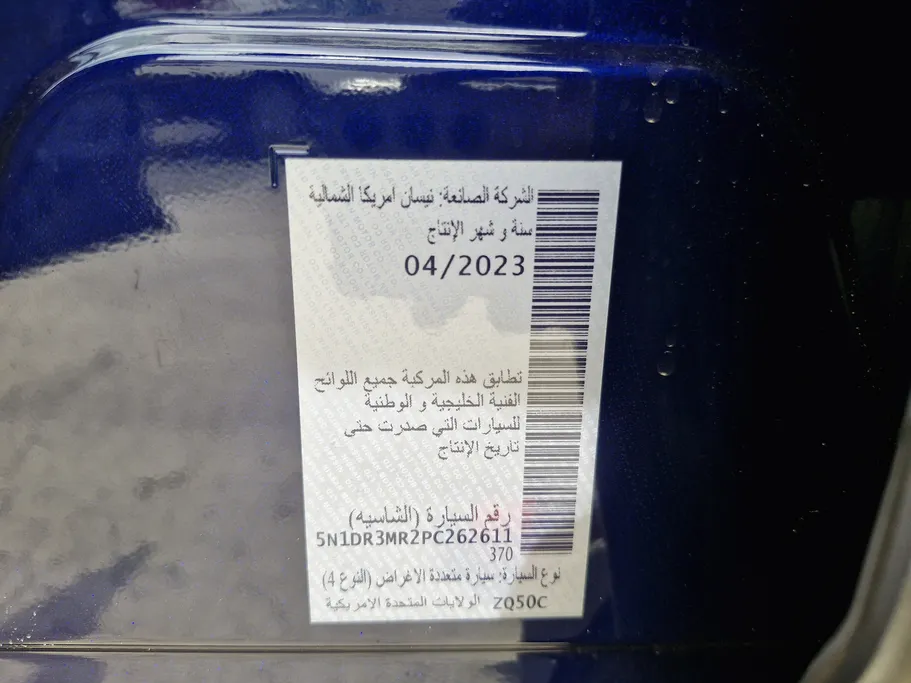 الشركة الصانعة: نيسان امريكا الشمالية
سنة و شهر الإنتاج
04/2023
تطابق هذه المركبة جميع اللوائح
الفنية الخليجية و الوطنية
للسيارات التي صدرت حتى
تاريخ الإنتاج
رقم السيارة (الشاسيه)
5N1DR3MR2PC262611
370
نوع السيارة: سيارة متعددة الاغراض (النوع 4)
ZQ50C الولايات المتحدة الامريكية